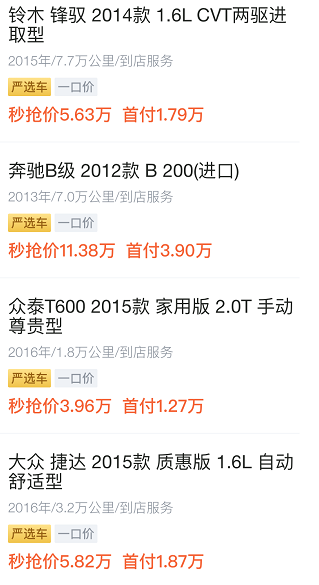 铃木 锋驭 2014款 1.6L CVT两驱进
取型
2015年/7.7万公里/到店服务
严选车 一口价
秒抢价5.63万 首付1.79万
奔驰B级 2012款 B 200(进口)
2013年/7.0万公里/到店服务
严选车 一口价
秒抢价11.38万 首付3.90万
众泰T600 2015款 家用版 2.0T 手动
尊贵型
2016年/1.8万公里/到店服务
严选车 一口价
秒抢价3.96万 首付1.27万
大众 捷达 2015款 质惠版 1.6L 自动
舒适型
2016年/3.2万公里/到店服务
严选车 一口价
秒抢价5.82万 首付1.87万